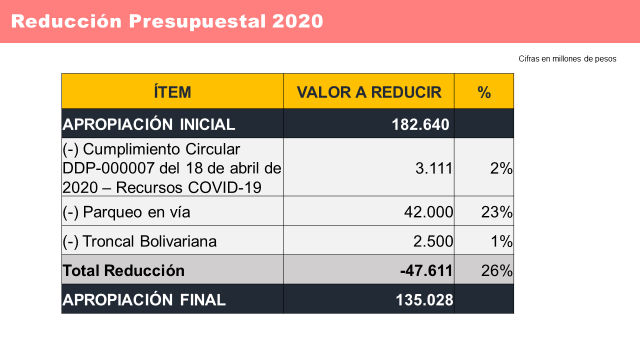 Reducción Presupuestal 2020
Cifras en millones de pesos
ÍTEM VALOR A REDUCIR %
APROPIACIÓN INICIAL 182.640
(-) Cumplimiento Circular
DDP-000007 del 18 de abril de
2020 – Recursos COVID-19 3.111 2%
(-) Parqueo en vía 42.000 23%
(-) Troncal Bolivariana 2.500 1%
Total Reducción -47.611 26%
APROPIACIÓN FINAL 135.028